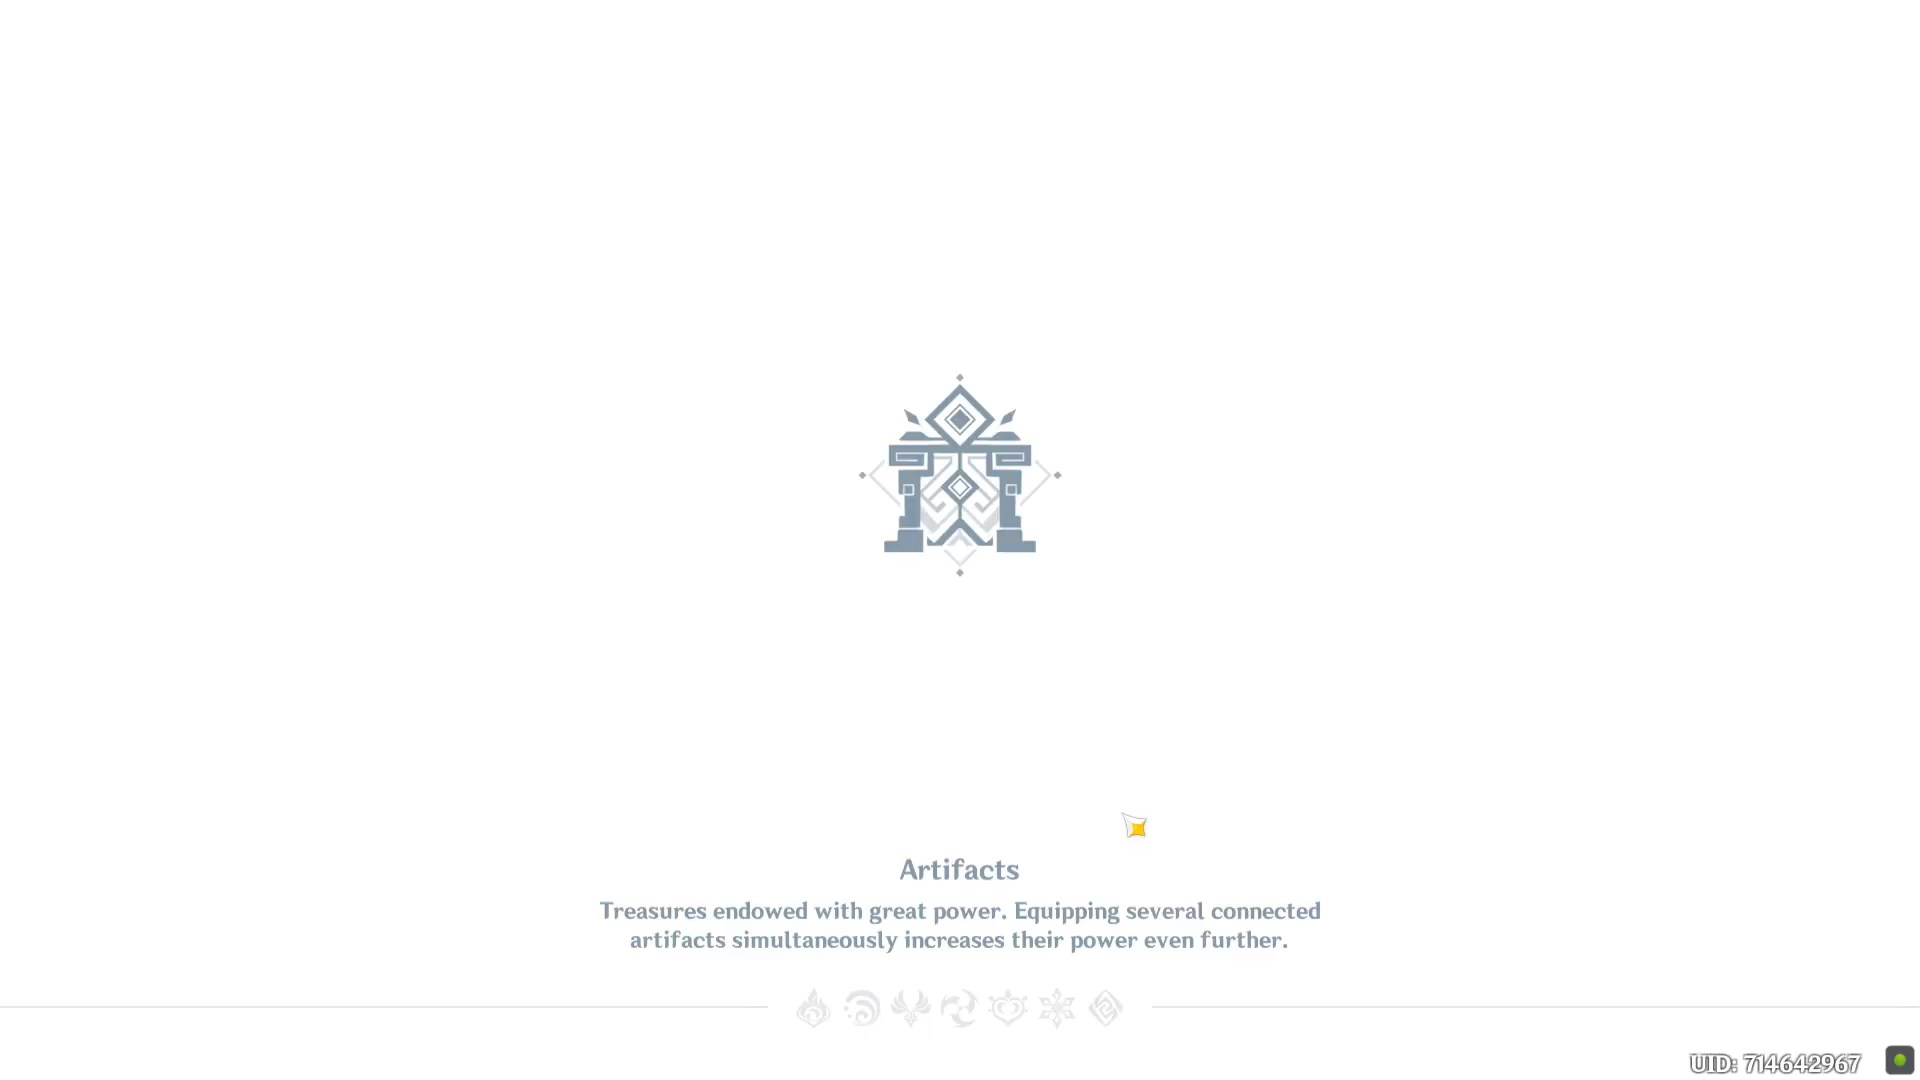 Artifacts
Treasures endowed with great power. Equipping several connected
artifacts simultaneously increases their power even further.
UID: 714642967